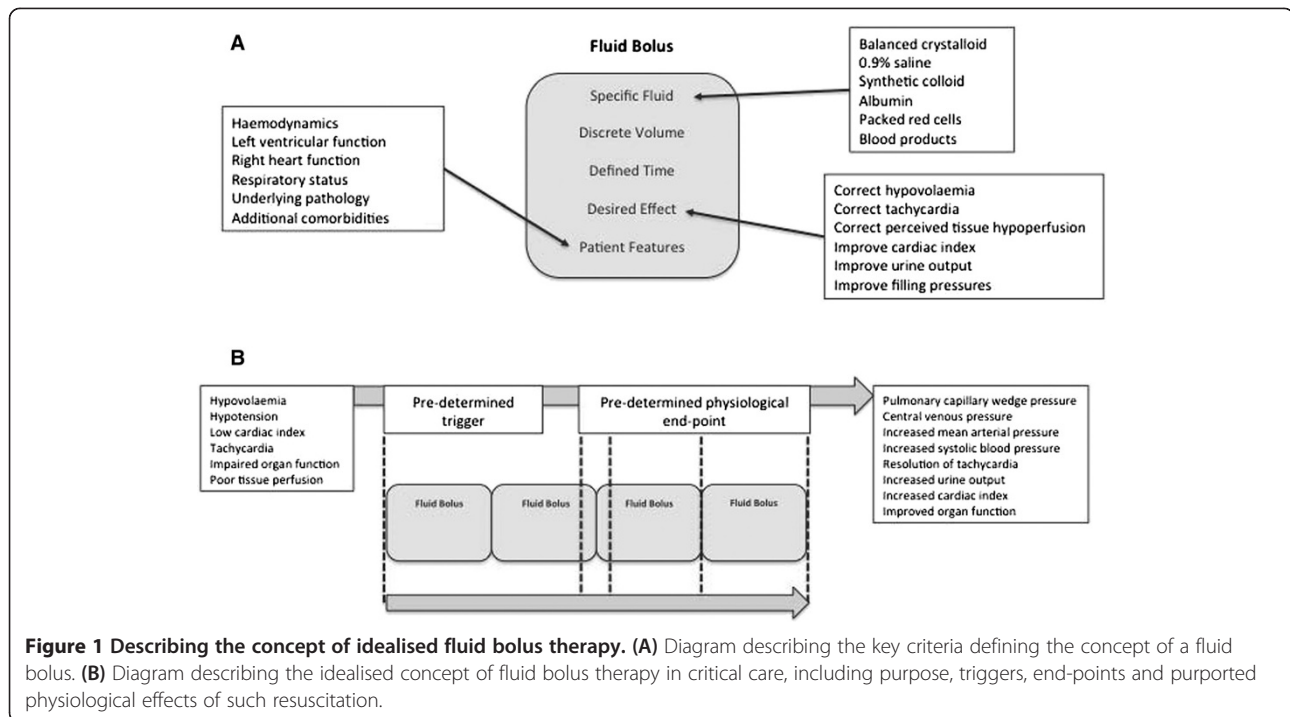 A
Fluid Bolus
Specific Fluid
Discrete Volume
Defined Time
Desired Effect
Patient Features
Haemodynamics
Left ventricular function
Right heart function
Respiratory status
Underlying pathology
Additional comorbidities
Balanced crystalloid
0.9% saline
Synthetic colloid
Albumin
Packed red cells
Blood products
Correct hypovolaemia
Correct tachycardia
Correct perceived tissue hypoperfusion
Improve cardiac index
Improve urine output
Improve filling pressures
B
Hypovolaemia
Hypotension
Low cardiac index
Tachycardia
Impaired organ function
Poor tissue perfusion
Pre-determined
trigger
Pre-determined physiological
end-point
Fluid Bolus
Fluid Bolus
Fluid Bolus
Fluid Bolus
Pulmonary capillary wedge pressure
Central venous pressure
Increased mean arterial pressure
Increased systolic blood pressure
Resolution of tachycardia
Increased urine output
Increased cardiac index
Improved organ function
Figure 1 Describing the concept of idealised fluid bolus therapy. (A) Diagram describing the key criteria defining the concept of a fluid
bolus. (B) Diagram describing the idealised concept of fluid bolus therapy in critical care, including purpose, triggers, end-points and purported
physiological effects of such resuscitation.